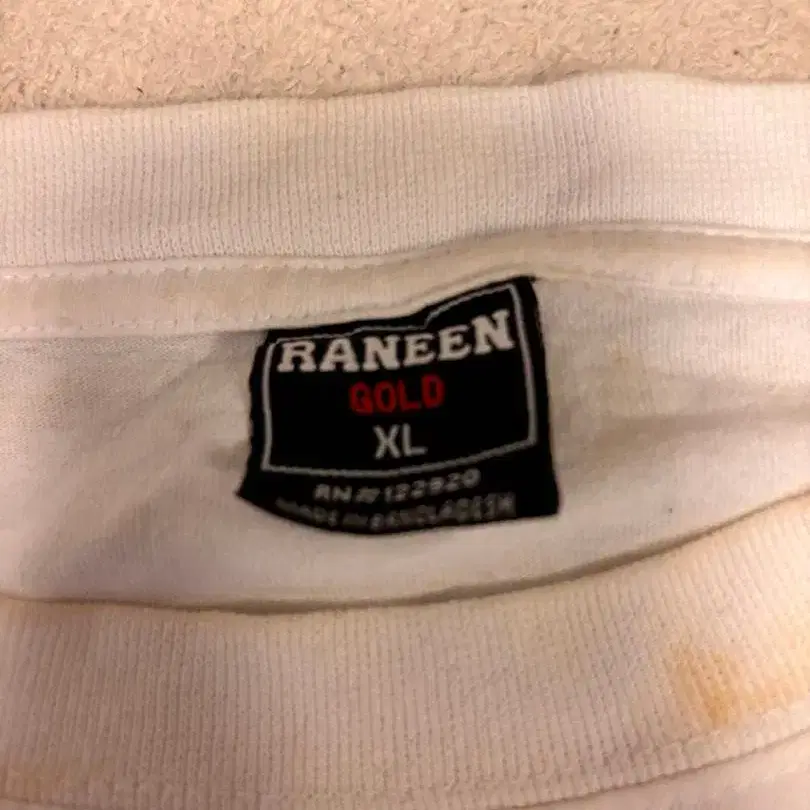 RANEEN
GOLD
XL
RN# 122920
MADE IN BANGLADESH